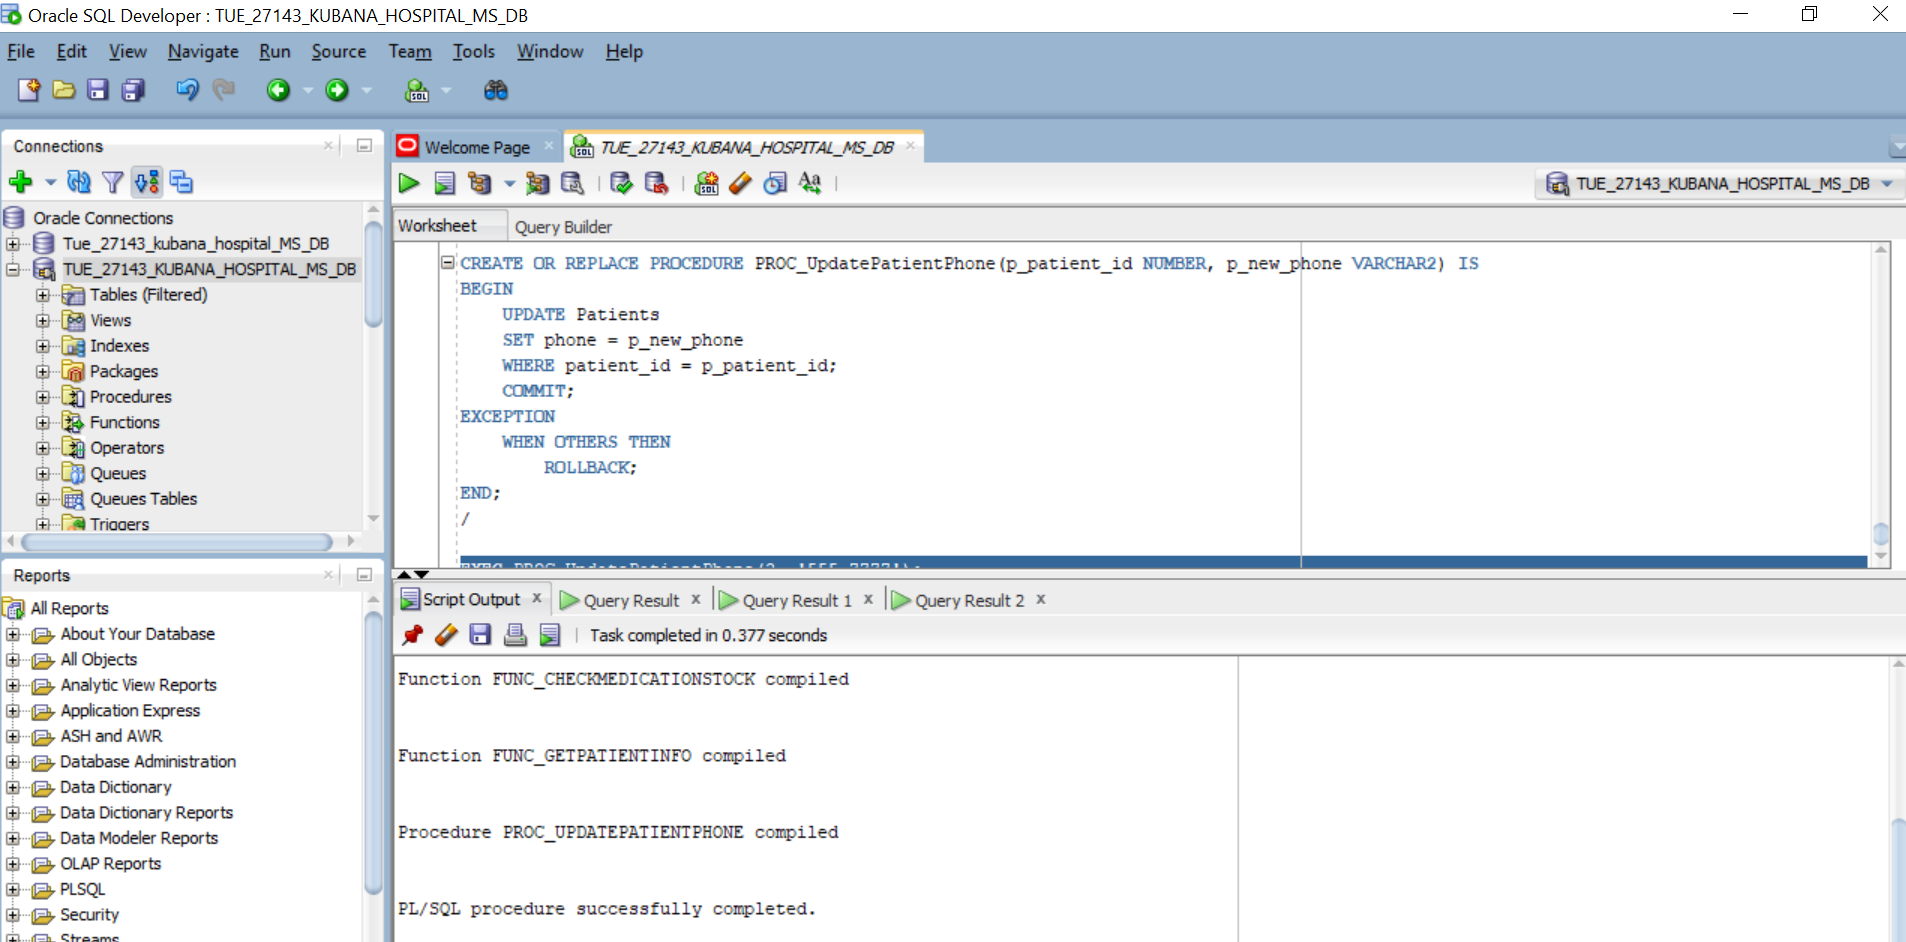 Oracle SQL Developer : TUE_27143_KUBANA_HOSPITAL_MS_DB
File Edit View Navigate Run Source Team Tools Window Help
Connections
Oracle Connections
Tue_27143_kubana_hospital_MS_DB
TUE_27143_KUBANA_HOSPITAL_MS_DB
Tables (Filtered)
Views
Indexes
Packages
Procedures
Functions
Operators
Queues
Queues Tables
Triggers
Reports
All Reports
About Your Database
All Objects
Analytic View Reports
Application Express
ASH and AWR
Database Administration
Data Dictionary
Data Dictionary Reports
Data Modeler Reports
OLAP Reports
PLSQL
Security
Streams
Welcome Page
TUE_27143_KUBANA_HOSPITAL_MS_DB
TUE_27143_KUBANA_HOSPITAL_MS_DB
Worksheet Query Builder
CREATE OR REPLACE PROCEDURE PROC_UpdatePatientPhone(p_patient_id NUMBER, p_new_phone VARCHAR2) IS
BEGIN
UPDATE Patients
SET phone = p_new_phone
WHERE patient_id = p_patient_id;
COMMIT;
EXCEPTION
WHEN OTHERS THEN
ROLLBACK;
END;
/
EXEC PROC_UpdatePatientPhone(
Script Output Query Result Query Result 1 Query Result 2
Task completed in 0.377 seconds
Function FUNC_CHECKMEDICATIONSTOCK compiled
Function FUNC_GETPATIENTINFO compiled
Procedure PROC_UPDATEPATIENTPHONE compiled
PL/SQL procedure successfully completed.